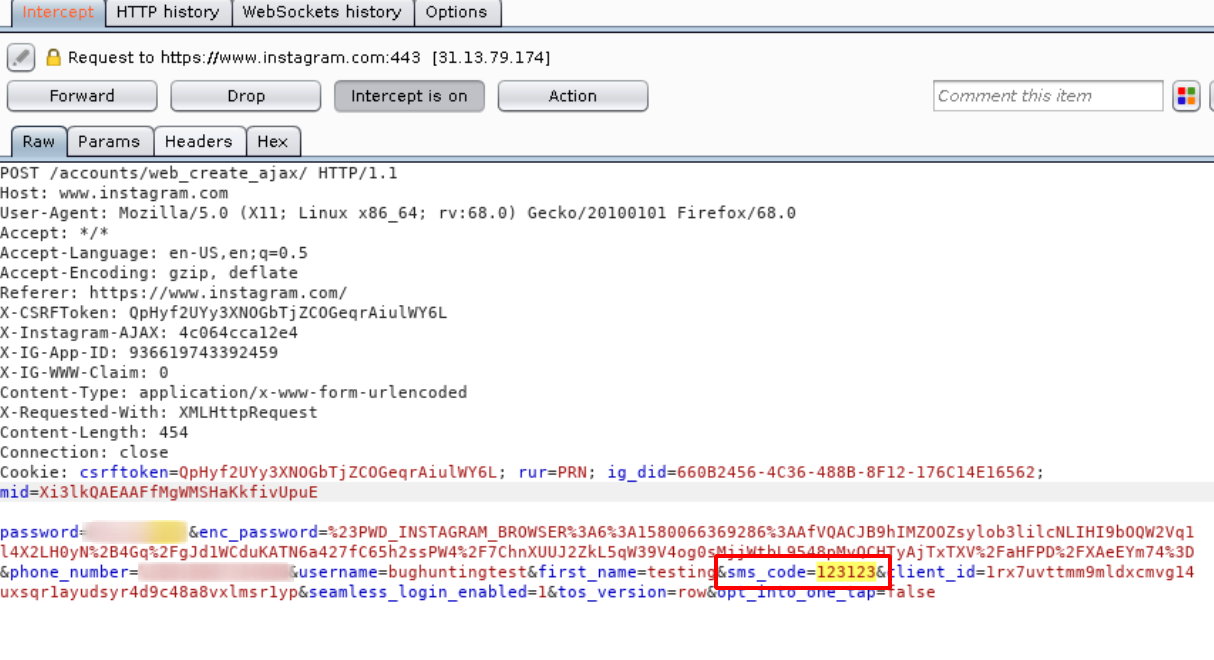 Intercept HTTP history WebSockets history Options
Request to https://www.instagram.com:443 [31.13.79.174]
Forward Drop Intercept is on Action Comment this item
Raw Params Headers Hex
POST /accounts/web_create_ajax/ HTTP/1.1
Host: www.instagram.com
User-Agent: Mozilla/5.0 (X11; Linux x86_64; rv:68.0) Gecko/20100101 Firefox/68.0
Accept: */*
Accept-Language: en-US,en;q=0.5
Accept-Encoding: gzip, deflate
Referer: https://www.instagram.com/
X-CSRFToken: QpHyf2UYy3XNOGbTjZCOGeqrAiulWY6L
X-Instagram-AJAX: 4c064cca12e4
X-IG-App-ID: 936619743392459
X-IG-WWW-Claim: 0
Content-Type: application/x-www-form-urlencoded
X-Requested-With: XMLHttpRequest
Content-Length: 454
Connection: close
Cookie: csrftoken=QpHyf2UYy3XNOGbTjZCOGeqrAiulWY6L; rur=PRN; ig_did=660B2456-4C36-488B-8F12-176C14E16562;
mid=Xi3lkQAEAAFfMgWMSHaKkfivUpuE
password= &enc_password=%23PWD_INSTAGRAM_BROWSER%3A6%3A1580066369286%3AAfVQACJB9hIMZOOZsylob3lilcNLIHI9bOQW2Vq1
l4X2LH0yN%2B4Gq%2FgJd1WCduKATN6a427fC65h2ssPW4%2F7ChnXUUJ2ZkL5qW39V4og0sMjjWtbL9548pMvQCHTyAjTxTXV%2FaHFPD%2FXAeEYm74%3D
&phone_number= &username=bughuntingtest&first_name=testing&sms_code=123123&client_id=1rx7uvttmm9mldxcmvg14
uxsqr1ayudsyr4d9c48a8vxlmsr1yp&seamless_login_enabled=1&tos_version=row&opt_into_one_tap=false